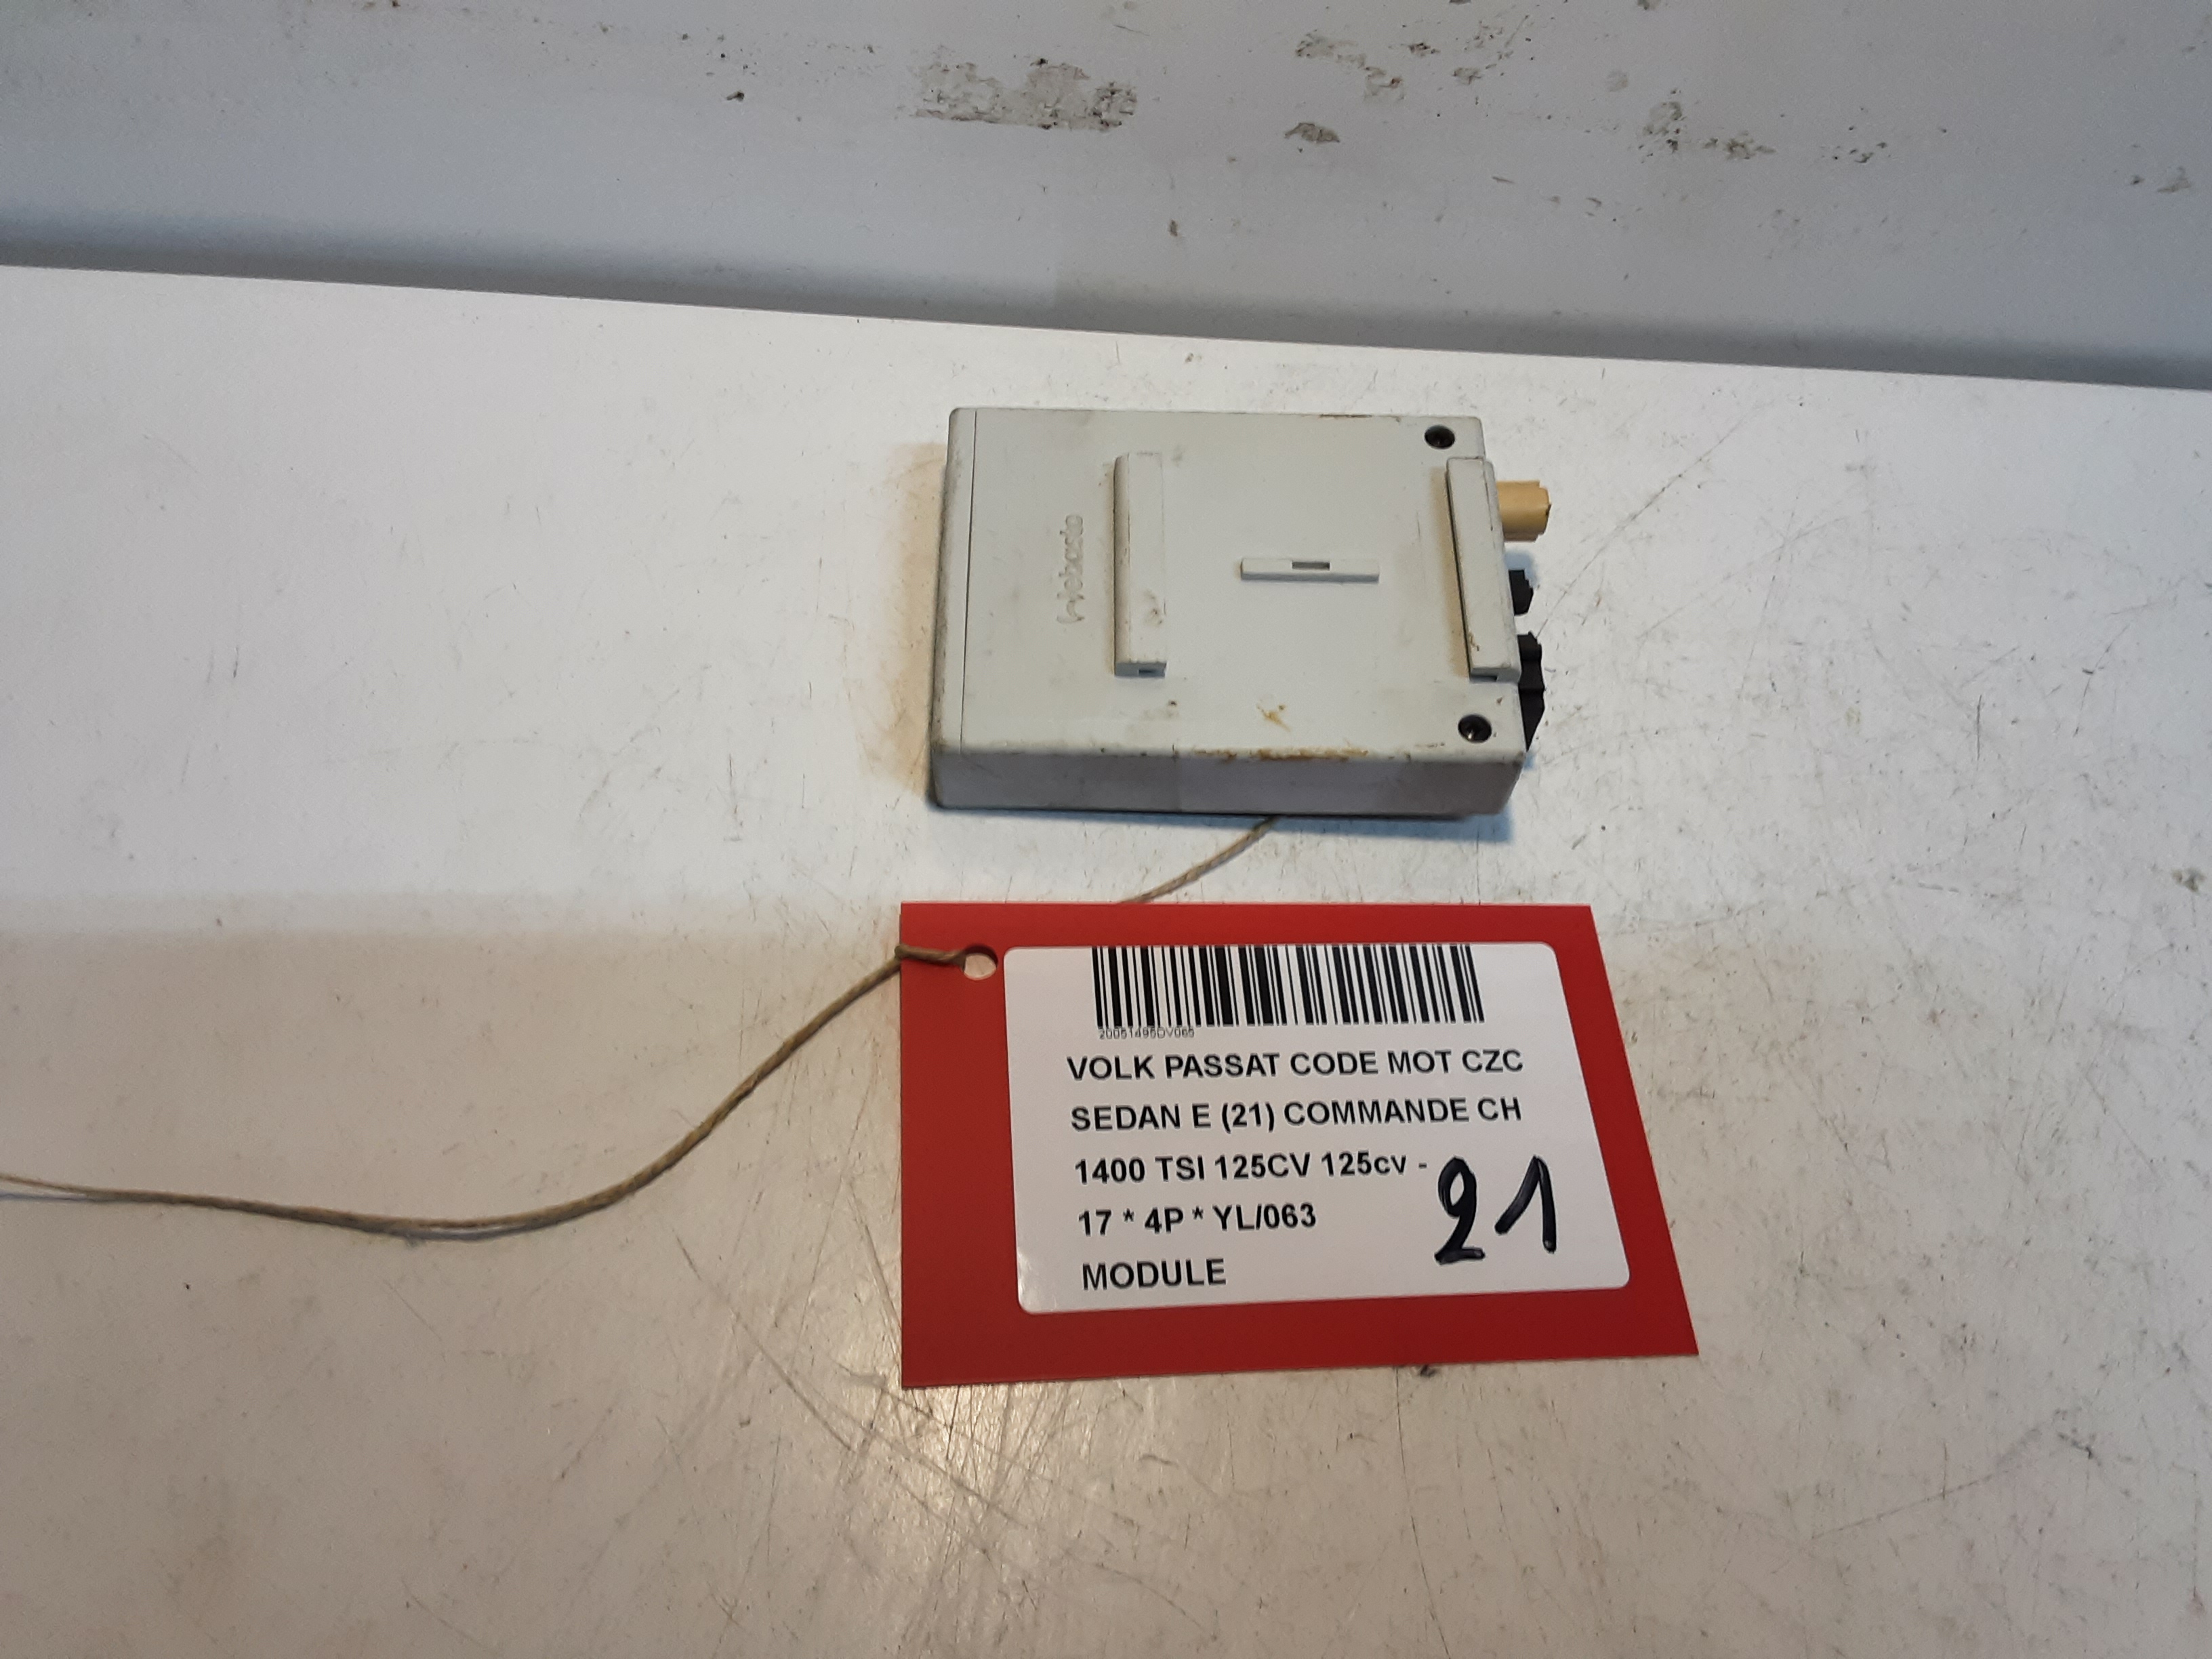 Webasto
20051495DV065
VOLK PASSAT CODE MOT CZC
SEDAN E (21) COMMANDE CH
1400 TSI 125CV 125cv -
17 * 4P * YL/063
21
MODULE